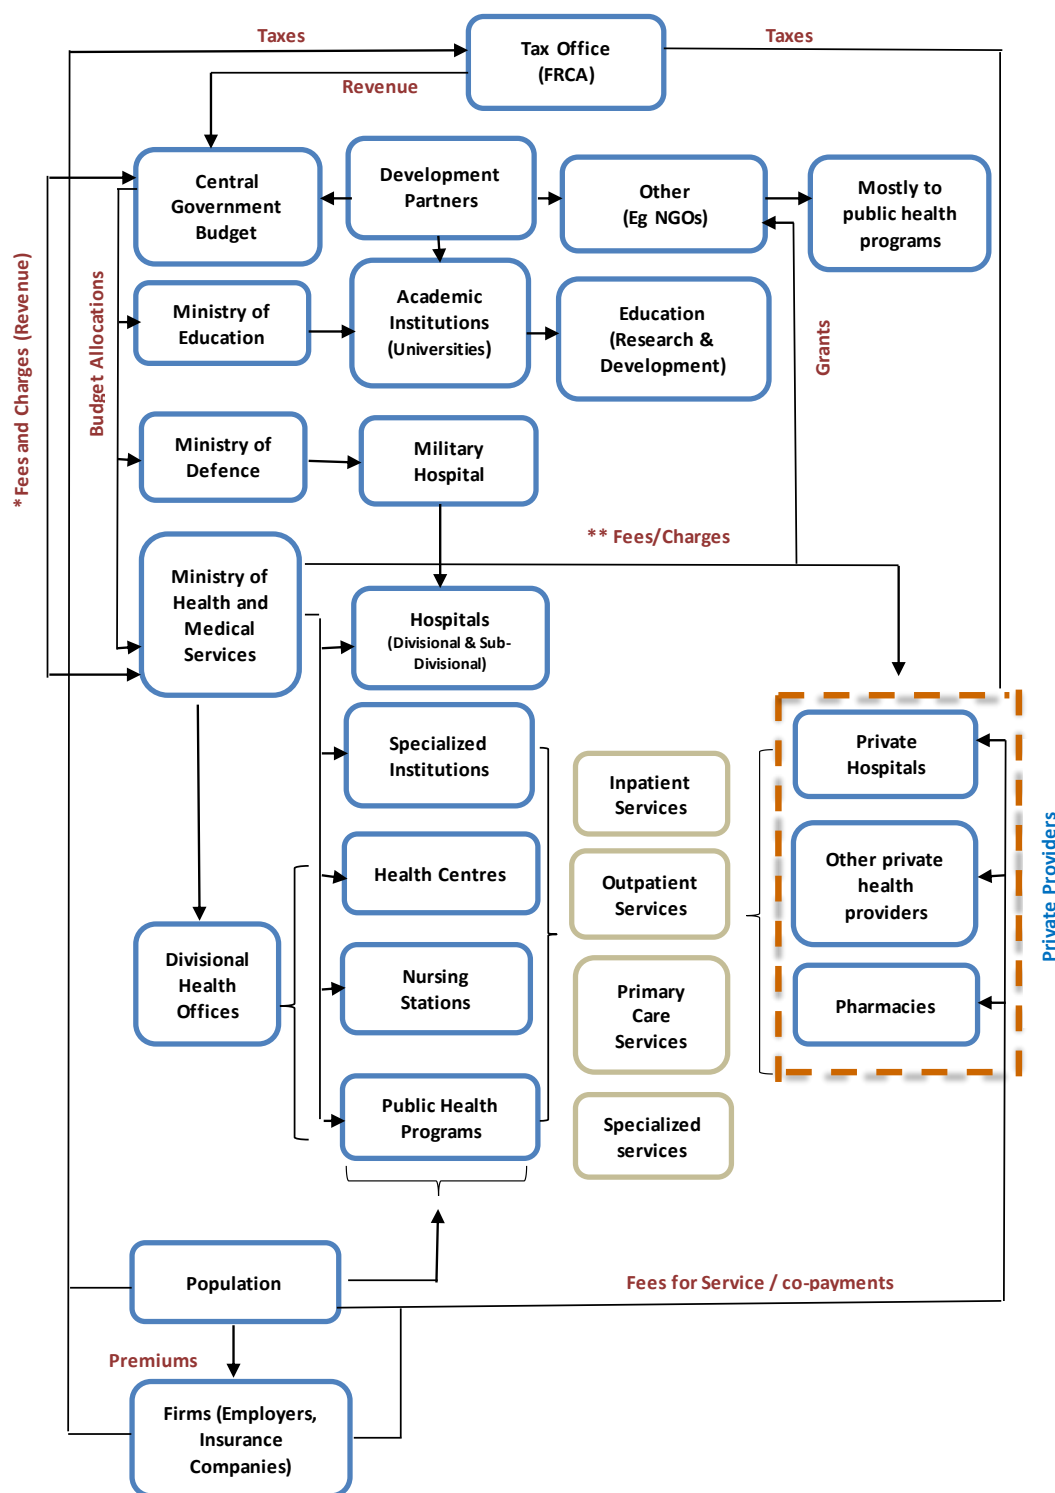 Taxes
Tax Office
(FRCA)
Taxes
Revenue
Central
Government
Budget
Development
Partners
Other
(Eg NGOs)
Mostly to
public health
programs
*Fees and Charges (Revenue)
Budget Allocations
Ministry of
Education
Academic
Institutions
(Universities)
Education
(Research &
Development)
Grants
Ministry of
Defence
Military
Hospital
** Fees/Charges
Ministry of
Health and
Medical
Services
Hospitals
(Divisional & Sub-
Divisional)
Specialized
Institutions
Inpatient
Services
Private
Hospitals
Health Centres
Outpatient
Services
Other private
health
providers
Private Providers
Divisional
Health
Offices
Nursing
Stations
Primary
Care
Services
Pharmacies
Public Health
Programs
Specialized
services
Population
Fees for Service / co-payments
Premiums
Firms (Employers,
Insurance
Companies)